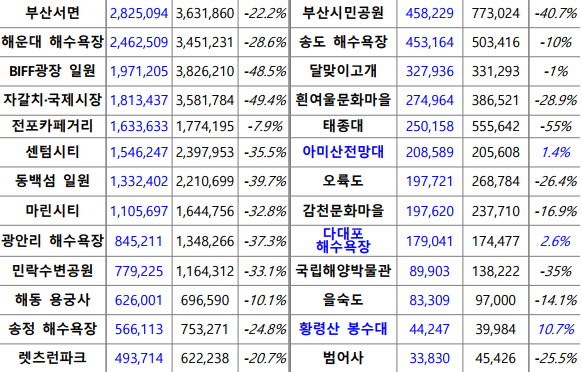 부산서면 2,825,094 3,631,860 -22.2% 부산시민공원 458,229 773,024 -40.7%
해운대 해수욕장 2,462,509 3,451,231 -28.6% 송도 해수욕장 453,164 503,416 -10%
BIFF광장 일원 1,971,205 3,826,210 -48.5% 달맞이고개 327,936 331,293 -1%
자갈치·국제시장 1,813,437 3,581,784 -49.4% 흰여울문화마을 274,964 386,521 -28.9%
전포카페거리 1,633,633 1,774,195 -7.9% 태종대 250,158 555,642 -55%
센텀시티 1,546,247 2,397,953 -35.5% 아미산전망대 208,589 205,608 1.4%
동백섬 일원 1,332,402 2,210,699 -39.7% 오륙도 197,721 268,784 -26.4%
마린시티 1,105,697 1,644,756 -32.8% 감천문화마을 197,620 237,710 -16.9%
광안리 해수욕장 845,211 1,348,266 -37.3% 다대포
해수욕장 179,041 174,477 2.6%
민락수변공원 779,225 1,164,312 -33.1% 국립해양박물관 89,903 138,222 -35%
해동 용궁사 626,001 696,590 -10.1% 을숙도 83,309 97,000 -14.1%
송정 해수욕장 566,113 753,271 -24.8% 황령산 봉수대 44,247 39,984 10.7%
렛츠런파크 493,714 622,238 -20.7% 범어사 33,830 45,426 -25.5%